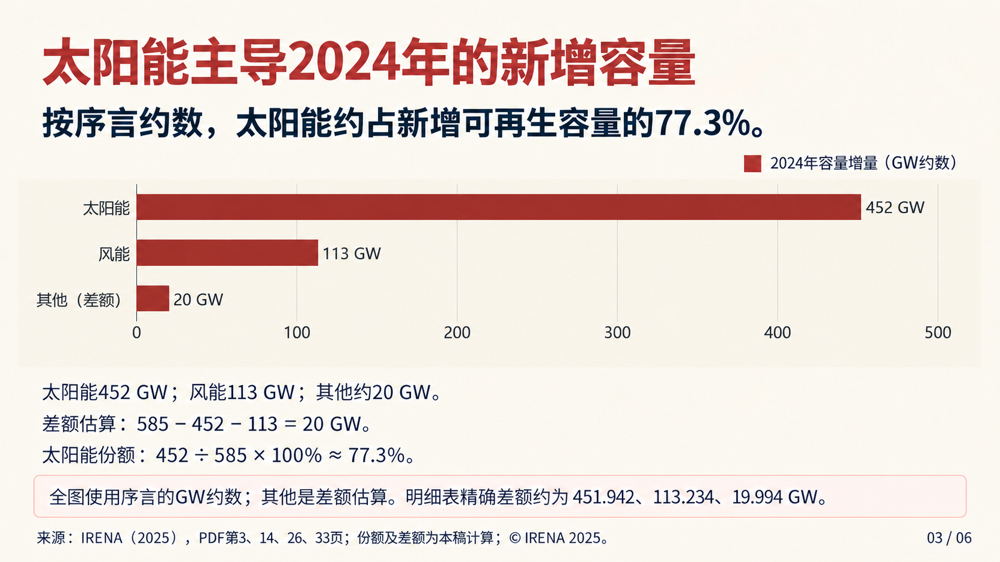 太阳能主导2024年的新增容量
按序言约数，太阳能约占新增可再生容量的77.3%。
2024年容量增量（GW约数）
太阳能 452 GW
风能 113 GW
其他（差额） 20 GW
0 100 200 300 400 500
太阳能452 GW；风能113 GW；其他约20 GW。
差额估算：585 − 452 − 113 = 20 GW。
太阳能份额：452 ÷ 585 × 100% ≈ 77.3%。
全图使用序言的GW约数；其他是差额估算。明细表精确差额约为 451.942、113.234、19.994 GW。
来源：IRENA（2025），PDF第3、14、26、33页；份额及差额为本稿计算；© IRENA 2025。
03 / 06